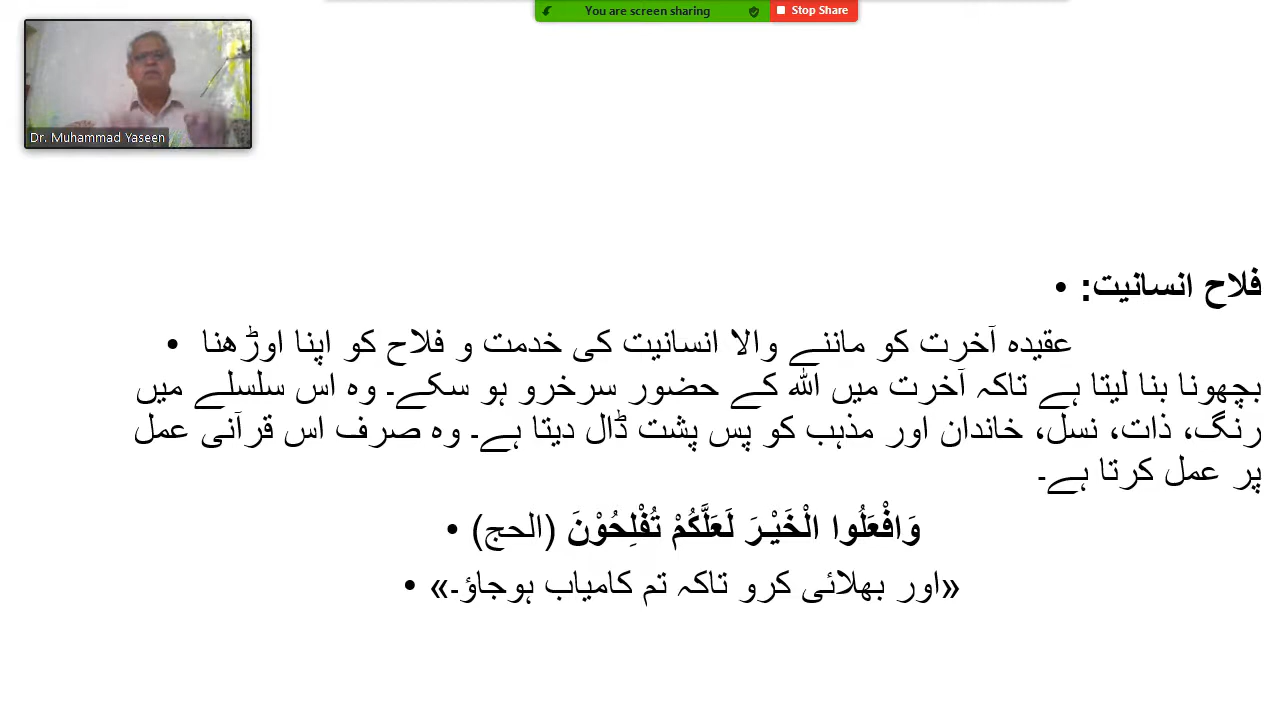 You are screen sharing
Stop Share
Dr. Muhammad Yaseen
فلاح انسانیت: •
عقیدہ آخرت کو ماننے والا انسانیت کی خدمت و فلاح کو اپنا اوڑھنا •
بچھونا بنا لیتا ہے تاکہ آخرت میں اللہ کے حضور سرخرو ہو سکے۔ وہ اس سلسلے میں
رنگ، ذات، نسل، خاندان اور مذہب کو پس پشت ڈال دیتا ہے۔ وہ صرف اس قرآنی عمل
پر عمل کرتا ہے۔
وَافْعَلُوا الْخَیْـرَ لَعَلَّکُمْ تُفْلِحُوْنَ (الحج) •
«اور بھلائی کرو تاکہ تم کامیاب ہوجاؤ۔» •